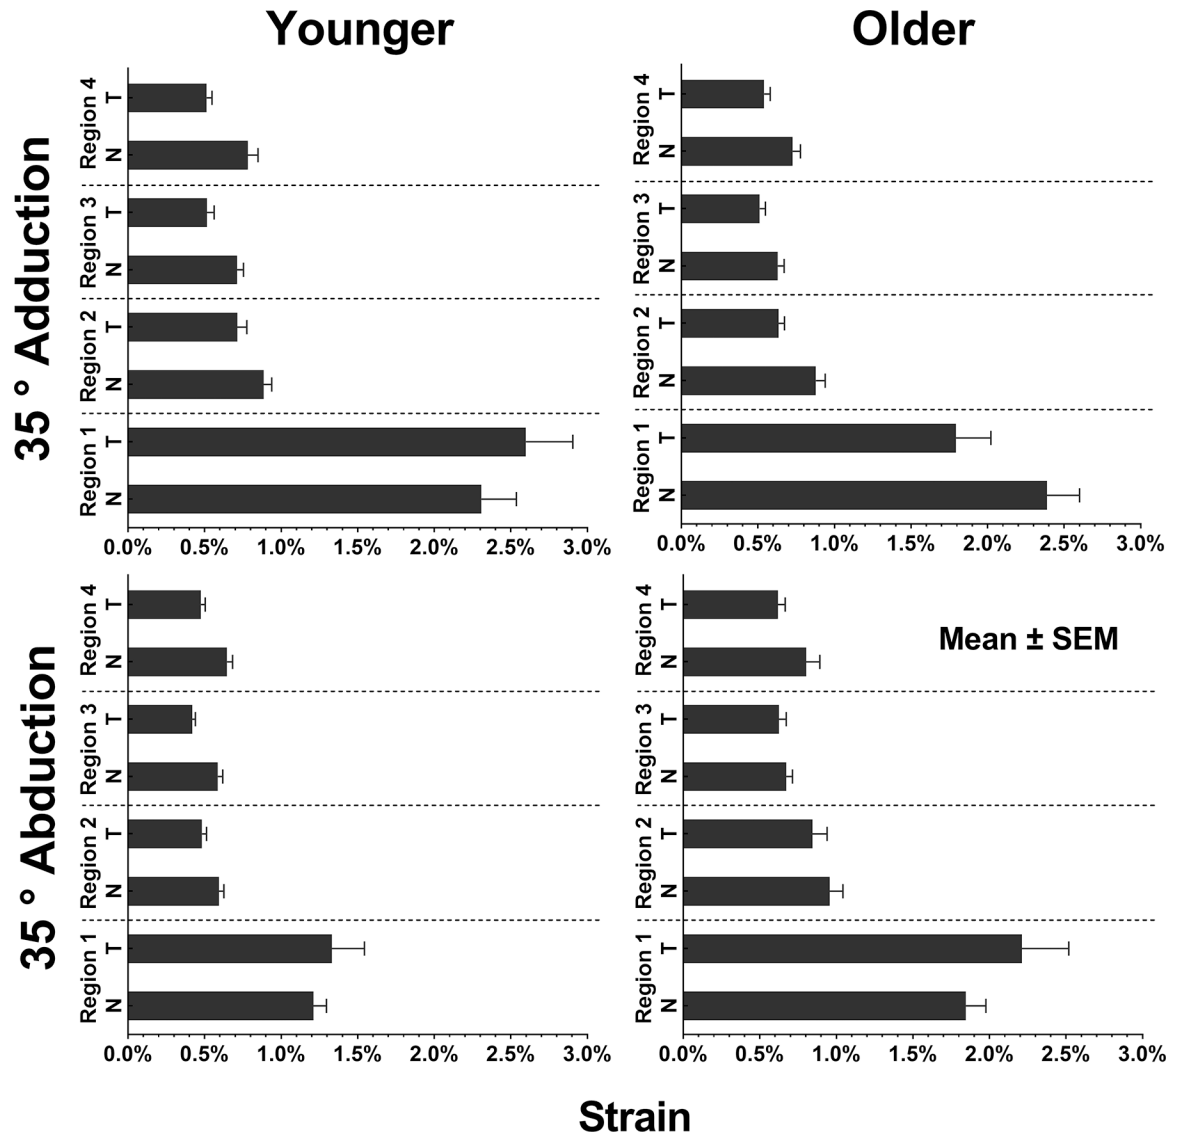 Younger
Older
35 ° Adduction
Region 4
T
N
Region 3
T
N
Region 2
T
N
Region 1
T
N
0.0% 0.5% 1.0% 1.5% 2.0% 2.5% 3.0%
Region 4
T
N
Region 3
T
N
Region 2
T
N
Region 1
T
N
0.0% 0.5% 1.0% 1.5% 2.0% 2.5% 3.0%
35 ° Abduction
Region 4
T
N
Region 3
T
N
Region 2
T
N
Region 1
T
N
0.0% 0.5% 1.0% 1.5% 2.0% 2.5% 3.0%
Region 4
T
N
Region 3
T
N
Region 2
T
N
Region 1
T
N
Mean ± SEM
0.0% 0.5% 1.0% 1.5% 2.0% 2.5% 3.0%
Strain